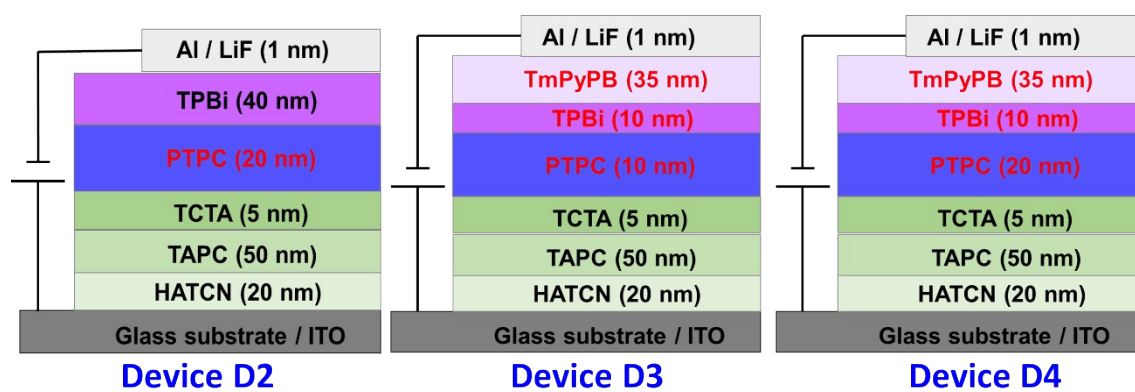 Al / LiF (1 nm)
TPBi (40 nm)
PTPC (20 nm)
TCTA (5 nm)
TAPC (50 nm)
HATCN (20 nm)
Glass substrate / ITO
Device D2
Al / LiF (1 nm)
TmPyPB (35 nm)
TPBi (10 nm)
PTPC (10 nm)
TCTA (5 nm)
TAPC (50 nm)
HATCN (20 nm)
Glass substrate / ITO
Device D3
Al / LiF (1 nm)
TmPyPB (35 nm)
TPBi (10 nm)
PTPC (20 nm)
TCTA (5 nm)
TAPC (50 nm)
HATCN (20 nm)
Glass substrate / ITO
Device D4